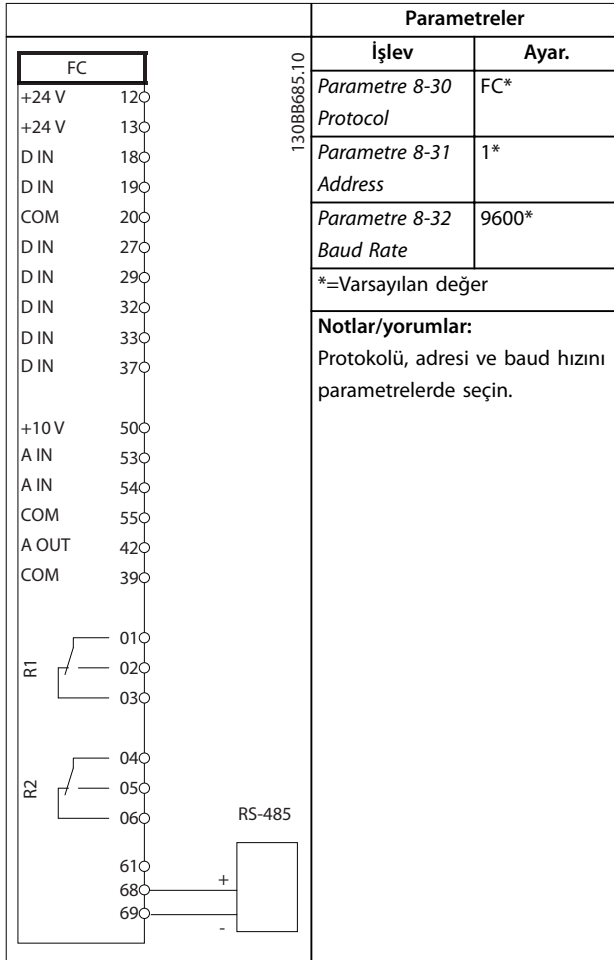 FC
+24 V 12
+24 V 13
D IN 18
D IN 19
COM 20
D IN 27
D IN 29
D IN 32
D IN 33
D IN 37
+10 V 50
A IN 53
A IN 54
COM 55
A OUT 42
COM 39
R1
01
02
03
R2
04
05
06
RS-485
61
68 +
69 -
130BB685.10
Parametreler
İşlev Ayar.
Parametre 8-30 FC*
Protocol
Parametre 8-31 1*
Address
Parametre 8-32 9600*
Baud Rate
*=Varsayılan değer
Notlar/yorumlar:
Protokolü, adresi ve baud hızını
parametrelerde seçin.